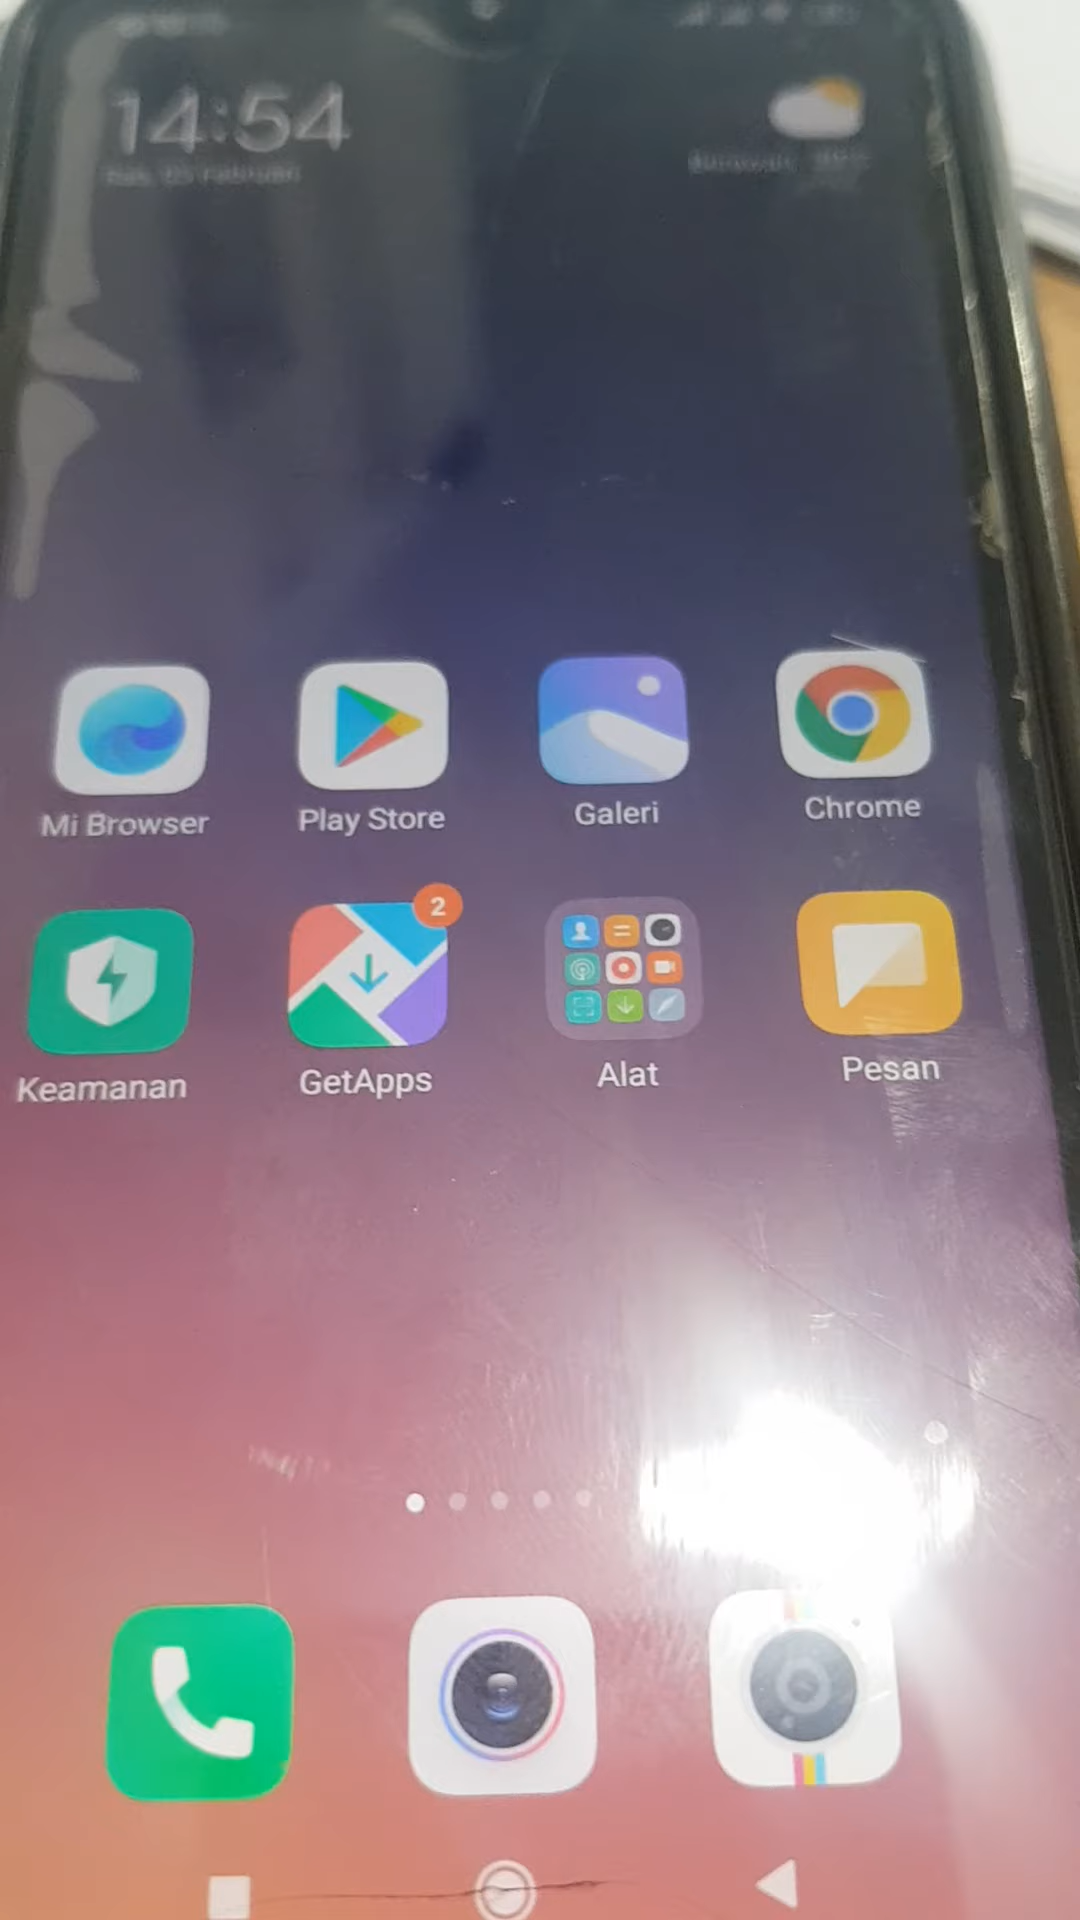 14:54
Mi Browser
Play Store
Galeri
Chrome
2
Keamanan
GetApps
Alat
Pesan